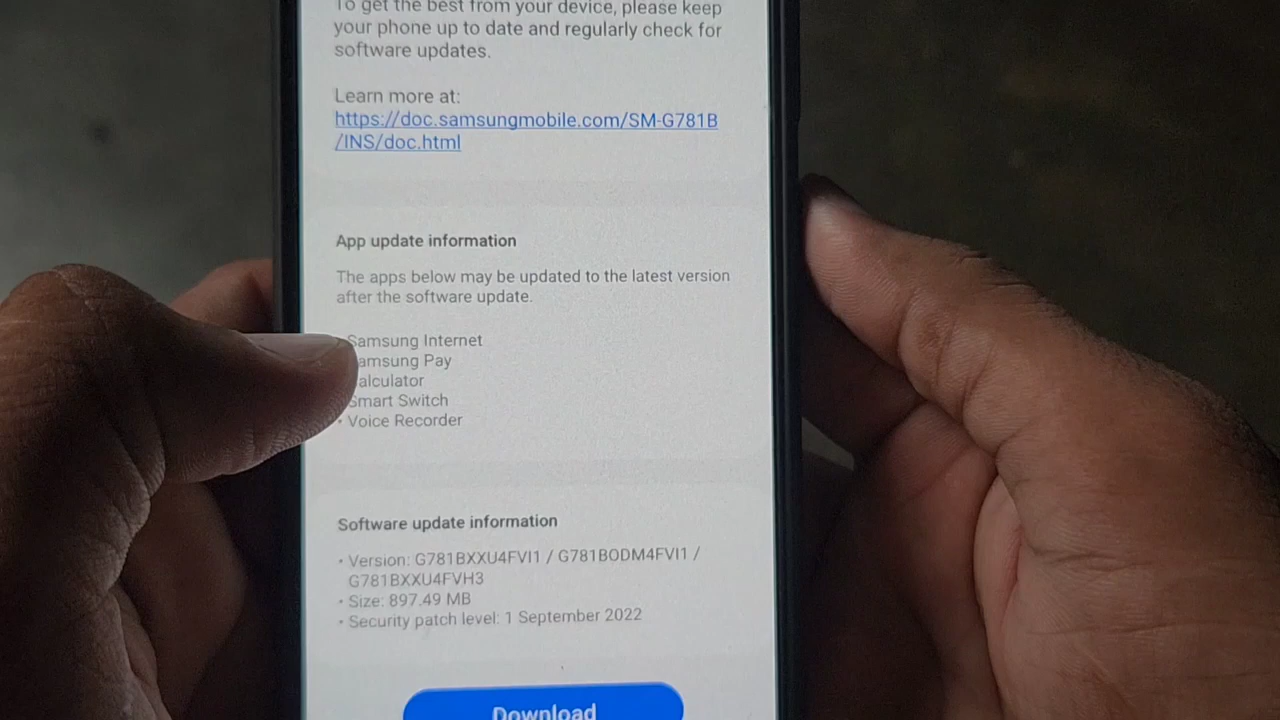 To get the best from your device, please keep
your phone up to date and regularly check for
software updates.
Learn more at:
https://doc.samsungmobile.com/SM-G781B
/INS/doc.html
App update information
The apps below may be updated to the latest version
after the software update.
Samsung Internet
amsung Pay
alculator
Smart Switch
• Voice Recorder
Software update information
• Version: G781BXXU4FVI1 / G781BODM4FVI1 /
G781BXXU4FVH3
• Size: 897.49 MB
• Security patch level: 1 September 2022
Download